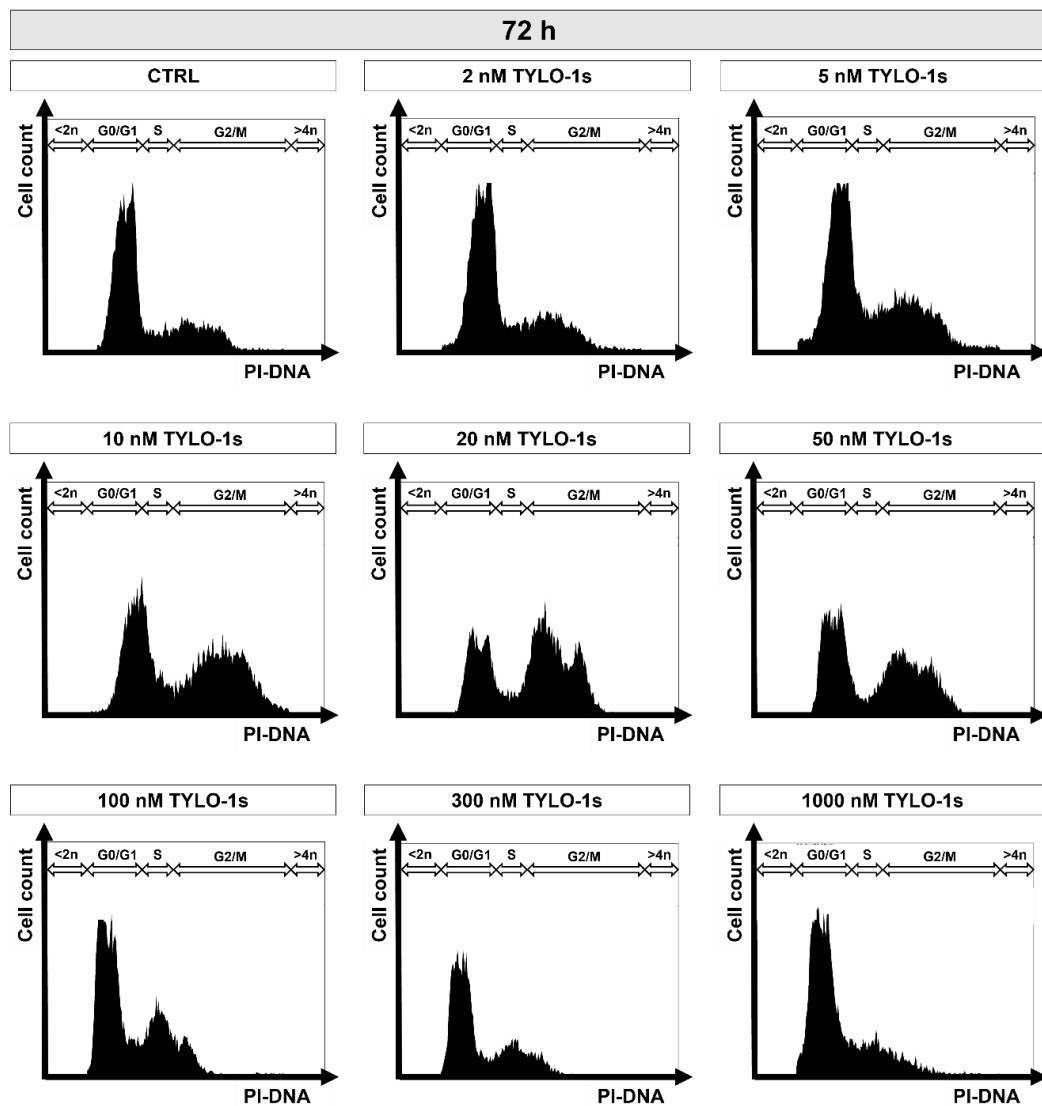 72 h
CTRL
2 nM TYLO-1s
5 nM TYLO-1s
<2n G0/G1 S G2/M >4n
<2n G0/G1 S G2/M >4n
<2n G0/G1 S G2/M >4n
Cell count
Cell count
Cell count
PI-DNA
PI-DNA
PI-DNA
10 nM TYLO-1s
20 nM TYLO-1s
50 nM TYLO-1s
<2n G0/G1 S G2/M >4n
<2n G0/G1 S G2/M >4n
<2n G0/G1 S G2/M >4n
Cell count
Cell count
Cell count
PI-DNA
PI-DNA
PI-DNA
100 nM TYLO-1s
300 nM TYLO-1s
1000 nM TYLO-1s
<2n G0/G1 S G2/M >4n
<2n G0/G1 S G2/M >4n
<2n G0/G1 S G2/M >4n
Cell count
Cell count
Cell count
PI-DNA
PI-DNA
PI-DNA